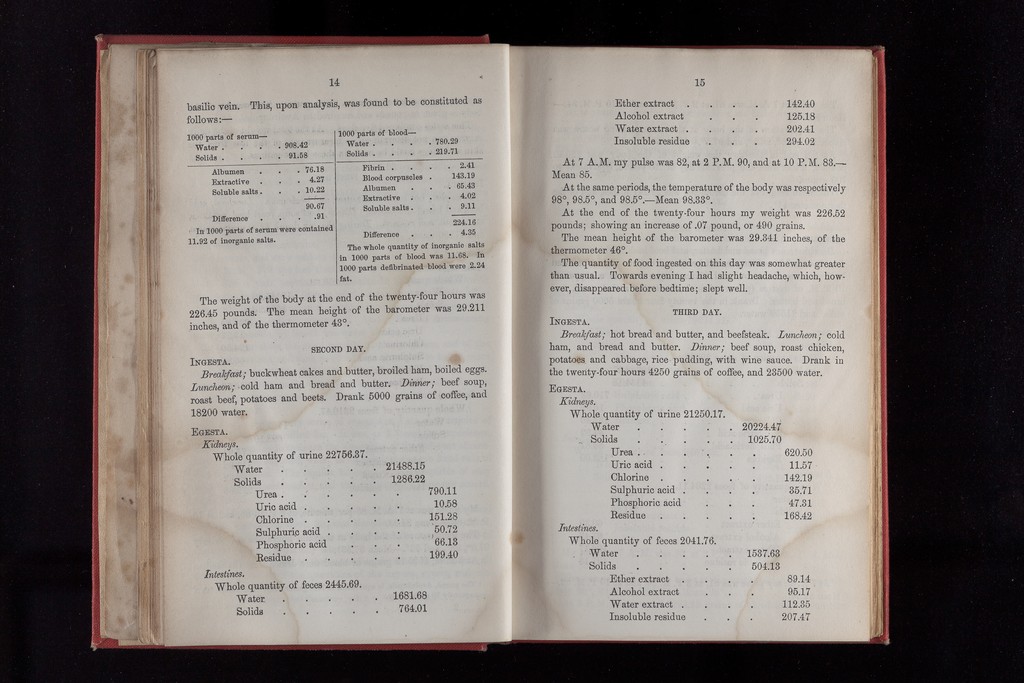 14
basilic vein. This, upon analysis, was found to be constituted as
follows:—
1000 parts of serum—
Water . . . . 908.42
Solids . . . . 91.58
Albumen . . . 76.18
Extractive . . . 4.27
Soluble salts . . . 10.22
90.67
Difference . . . .91
In 1000 parts of serum were contained
11.92 of inorganic salts.
1000 parts of blood—
Water . . . . 780.29
Solids . . . . 219.71
Fibrin . . . . 2.41
Blood corpuscles . 143.19
Albumen . . . 65.43
Extractive . . . 4.02
Soluble salts . . . 9.11
224.16
Difference . . . 4.35
The whole quantity of inorganic salts
in 1000 parts of blood was 11.68. In
1000 parts defibrinated blood were 2.24
fat.
The weight of the body at the end of the twenty-four hours was
226.45 pounds. The mean height of the barometer was 29.211
inches, and of the thermometer 43°.
SECOND DAY.
INGESTA.
Breakfast; buckwheat cakes and butter, broiled ham, boiled eggs.
Luncheon; cold ham and bread and butter. Dinner; beef soup,
roast beef, potatoes and beets. Drank 5000 grains of coffee, and
18200 water.
EGESTA.
Kidneys.
Whole quantity of urine 22756.37.
Water . . . . . 21488.15
Solids . . . . . 1286.22
Urea . . . . . . 790.11
Uric acid . . . . . 10.58
Chlorine . . . . . 151.28
Sulphuric acid . . . . 50.72
Phosphoric acid . . . 66.13
Residue . . . . . 199.40
Intestines.
Whole quantity of feces 2445.69.
Water . . . . . 1681.68
Solids . . . . . 764.01
15
Ether extract . . . . 142.40
Alcohol extract . . . 125.18
Water extract . . . . 202.41
Insoluble residue . . . 294.02
At 7 A.M. my pulse was 82, at 2 P.M. 90, and at 10 P.M. 83.—
Mean 85.
At the same periods, the temperature of the body was respectively
98°, 98.5°, and 98.5°.—Mean 98.33°.
At the end of the twenty-four hours my weight was 226.52
pounds; showing an increase of .07 pound, or 490 grains.
The mean height of the barometer was 29.341 inches, of the
thermometer 46°.
The quantity of food ingested on this day was somewhat greater
than usual. Towards evening I had slight headache, which, how-
ever, disappeared before bedtime; slept well.
THIRD DAY.
INGESTA.
Breakfast; hot bread and butter, and beefsteak. Luncheon; cold
ham, and bread and butter. Dinner; beef soup, roast chicken,
potatoes and cabbage, rice pudding, with wine sauce. Drank in
the twenty-four hours 4250 grains of coffee, and 23500 water.
EGESTA.
Kidneys.
Whole quantity of urine 21250.17.
Water . . . . . 20224.47
Solids . . . . . 1025.70
Urea . . . . . . 620.50
Uric acid . . . . . 11.57
Chlorine . . . . . 142.19
Sulphuric acid . . . . 35.71
Phosphoric acid . . . 47.31
Residue . . . . . 168.42
Intestines.
Whole quantity of feces 2041.76.
Water . . . . . 1537.63
Solids . . . . . 504.13
Ether extract . . . . 89.14
Alcohol extract . . . 95.17
Water extract . . . . 112.35
Insoluble residue . . . 207.47